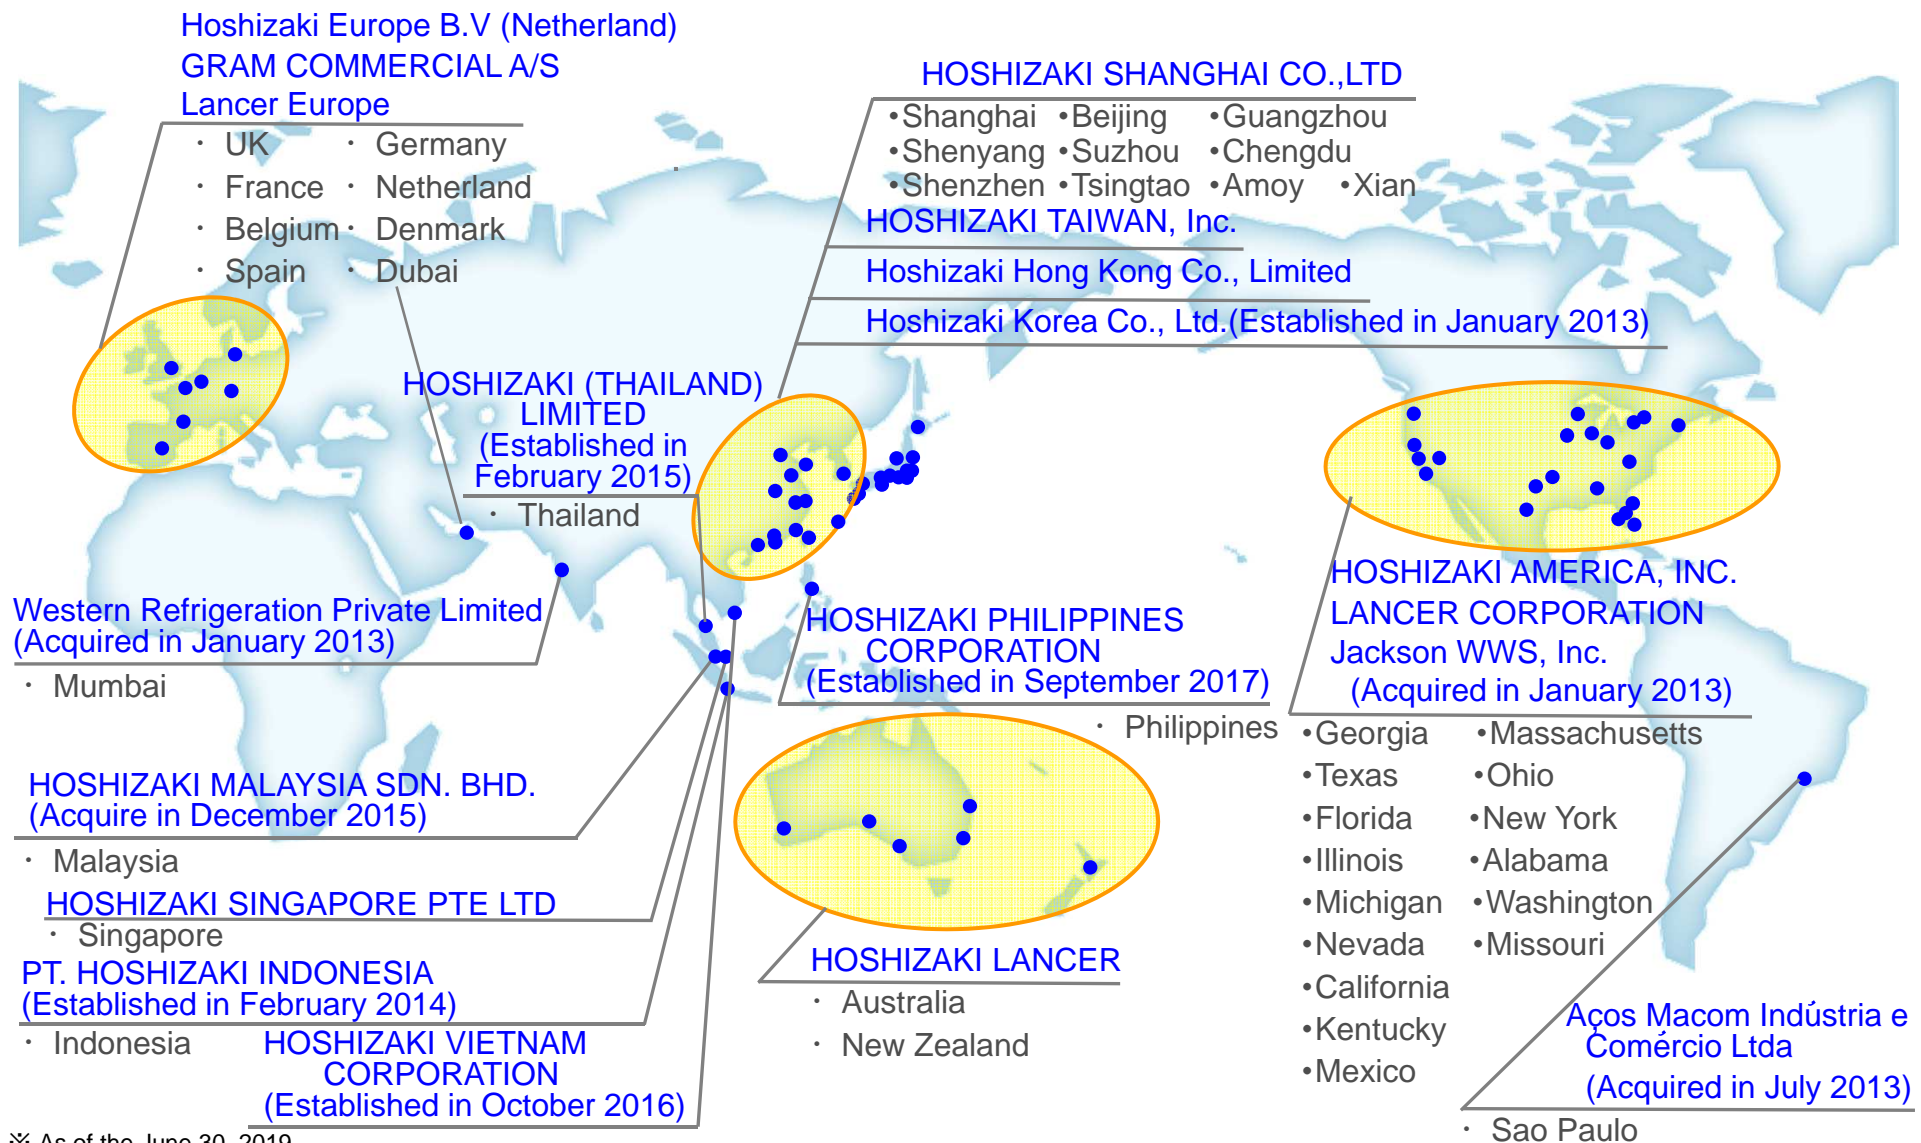 Hoshizaki Europe B.V (Netherland)
GRAM COMMERCIAL A/S
Lancer Europe
・ UK ・ Germany
・ France ・ Netherland
・ Belgium ・ Denmark
・ Spain ・ Dubai
HOSHIZAKI SHANGHAI CO.,LTD
•Shanghai •Beijing •Guangzhou
•Shenyang •Suzhou •Chengdu
•Shenzhen •Tsingtao •Amoy •Xian
HOSHIZAKI TAIWAN, Inc.
Hoshizaki Hong Kong Co., Limited
Hoshizaki Korea Co., Ltd.(Established in January 2013)
HOSHIZAKI (THAILAND)
LIMITED
(Established in
February 2015)
・ Thailand
Western Refrigeration Private Limited
(Acquired in January 2013)
・ Mumbai
HOSHIZAKI PHILIPPINES
CORPORATION
(Established in September 2017)
・ Philippines
HOSHIZAKI AMERICA, INC.
LANCER CORPORATION
Jackson WWS, Inc.
(Acquired in January 2013)
•Georgia •Massachusetts
•Texas •Ohio
•Florida •New York
•Illinois •Alabama
•Michigan •Washington
•Nevada •Missouri
•California
•Kentucky
•Mexico
HOSHIZAKI MALAYSIA SDN. BHD.
(Acquire in December 2015)
・ Malaysia
HOSHIZAKI SINGAPORE PTE LTD
・ Singapore
PT. HOSHIZAKI INDONESIA
(Established in February 2014)
・ Indonesia
HOSHIZAKI VIETNAM
CORPORATION
(Established in October 2016)
HOSHIZAKI LANCER
・ Australia
・ New Zealand
Aços Macom Indústria e
Comércio Ltda
(Acquired in July 2013)
・ Sao Paulo
※ As of the June 30, 2019